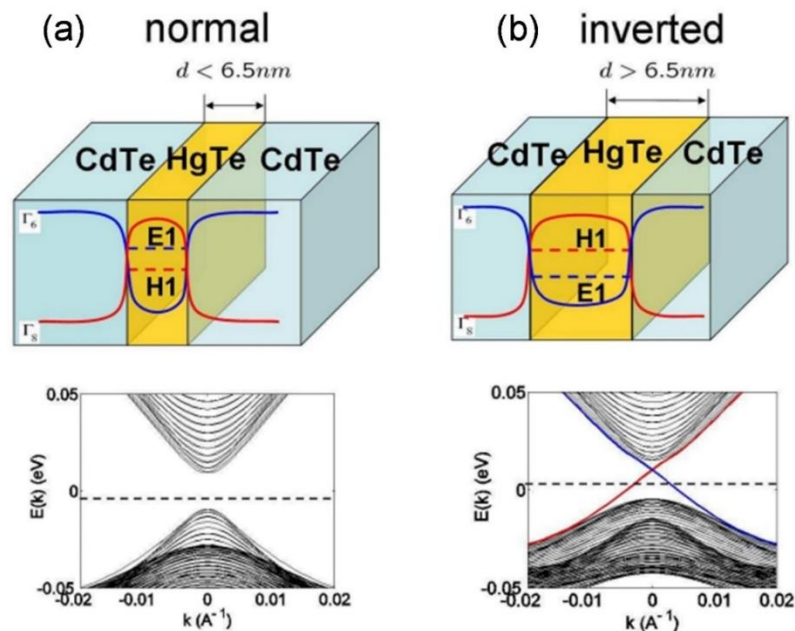 (a) normal
d < 6.5nm
CdTe HgTe CdTe
Γ6
E1
H1
Γ8
(b) inverted
d > 6.5nm
CdTe HgTe CdTe
Γ6
H1
E1
Γ8
0.05
E(k) (eV)
0
-0.05
-0.02 -0.01 0 0.01 0.02
k (A⁻¹)
0.05
E(k) (eV)
0
-0.05
-0.02 -0.01 0 0.01 0.02
k (A⁻¹)